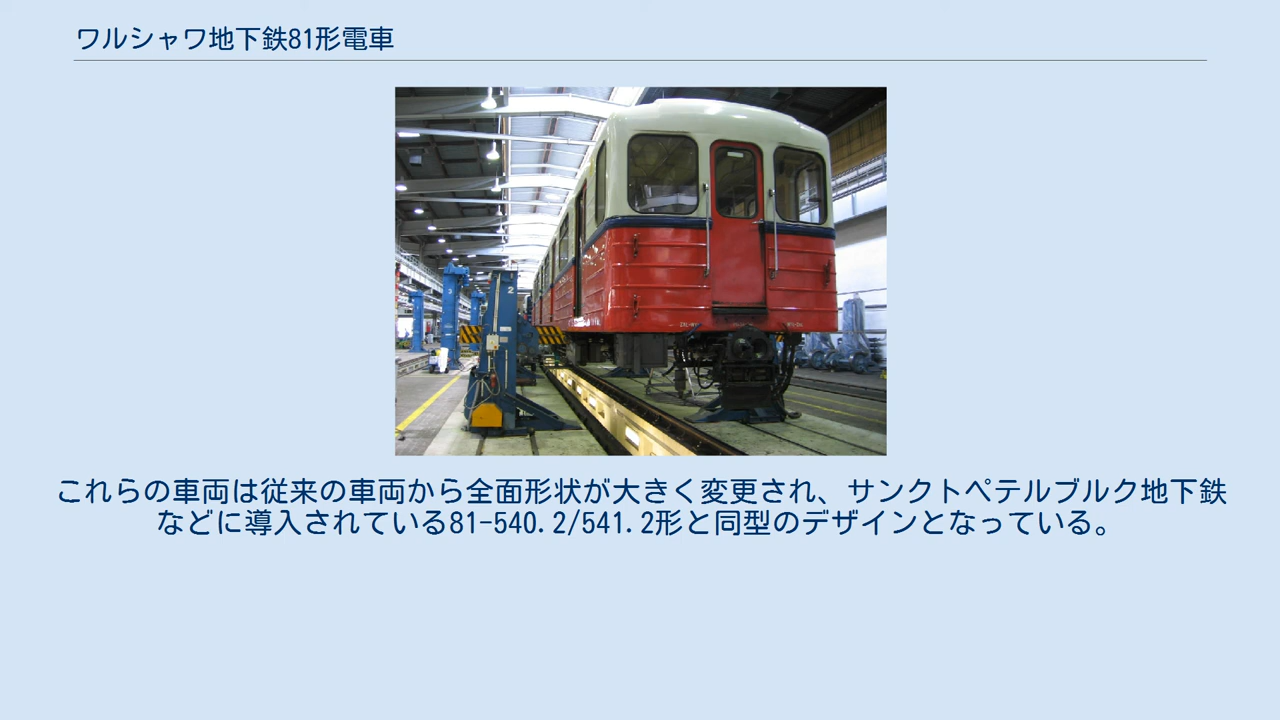 ワルシャワ地下鉄81形電車
3
2
これらの車両は従来の車両から全面形状が大きく変更され、サンクトペテルブルク地下鉄
などに導入されている81-540.2/541.2形と同型のデザインとなっている。